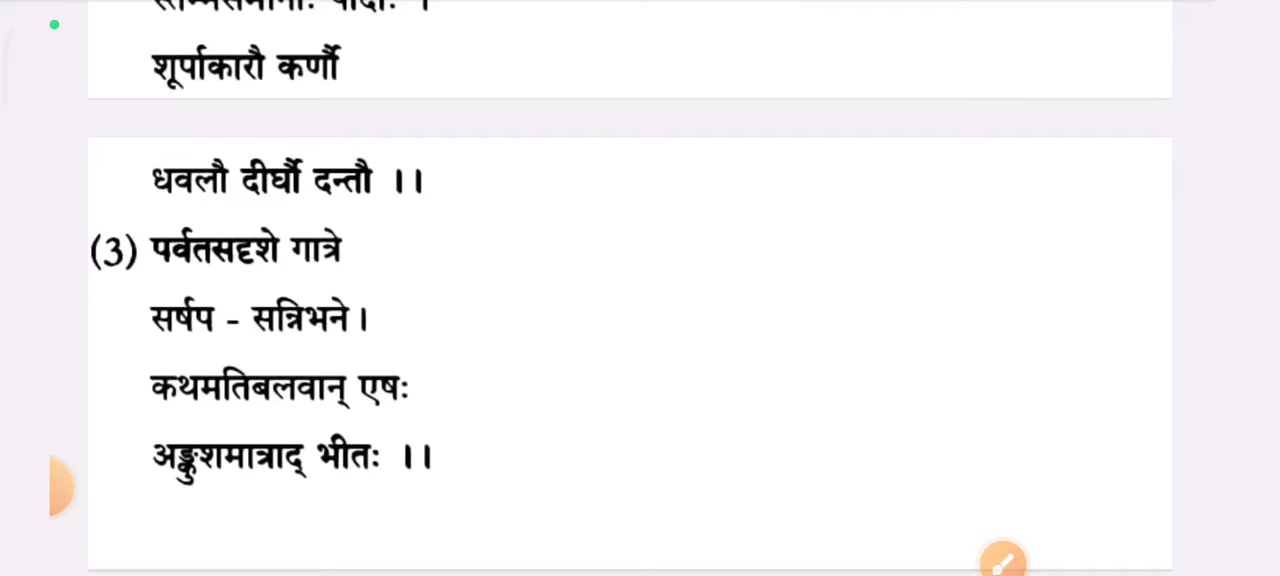 शूर्पाकारौ कर्णौ
धवलौ दीर्घौ दन्तौ ।।
(3) पर्वतसदृशे गात्रे
सर्षप - सन्निभने।
कथमतिबलवान् एषः
अङ्कुशमात्राद् भीतः ।।